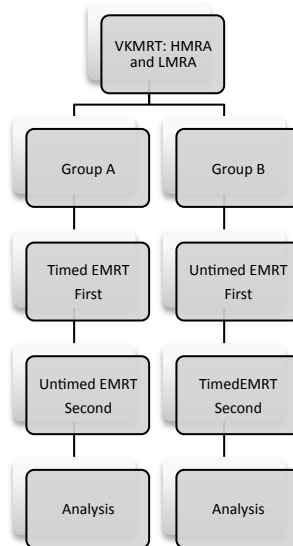 VKMRT: HMRA
and LMRA
Group A
Group B
Timed EMRT
First
Untimed EMRT
First
Untimed EMRT
Second
TimedEMRT
Second
Analysis
Analysis